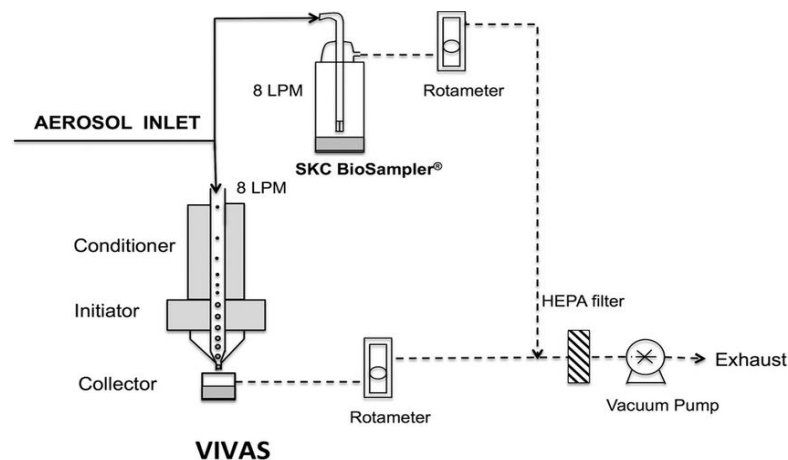 8 LPM
Rotameter
AEROSOL INLET
SKC BioSampler®
8 LPM
Conditioner
Initiator
HEPA filter
Collector
Exhaust
Rotameter
Vacuum Pump
VIVAS